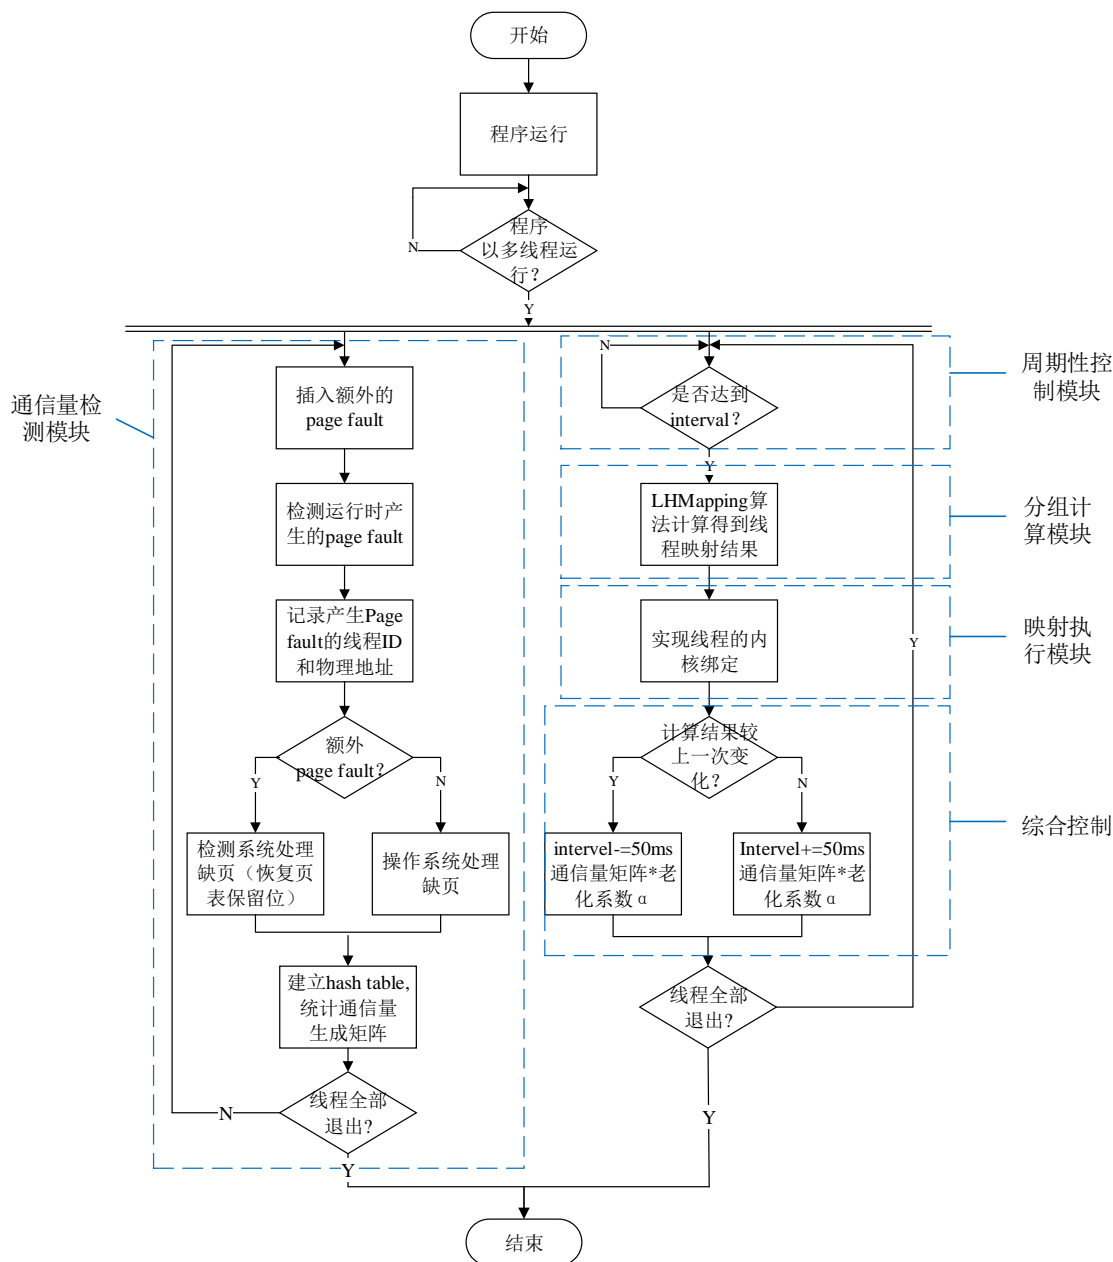 开始
程序运行
程序
以多线程运
行？
N
Y
通信量检
测模块
插入额外的
page fault
检测运行时产
生的page fault
记录产生Page
fault的线程ID
和物理地址
额外
page fault？
Y
N
检测系统处理
缺页（恢复页
表保留位）
操作系统处理
缺页
建立hash table,
统计通信量
生成矩阵
线程全部
退出?
N
Y
N
是否达到
interval？
Y
周期性控
制模块
LHMapping算
法计算得到线
程映射结果
分组计
算模块
实现线程的内
核绑定
映射执
行模块
Y
计算结果较
上一次变
化？
Y
N
intervel-=50ms
通信量矩阵*老
化系数α
Intervel+=50ms
通信量矩阵*老
化系数α
综合控制
线程全部
退出?
Y
结束